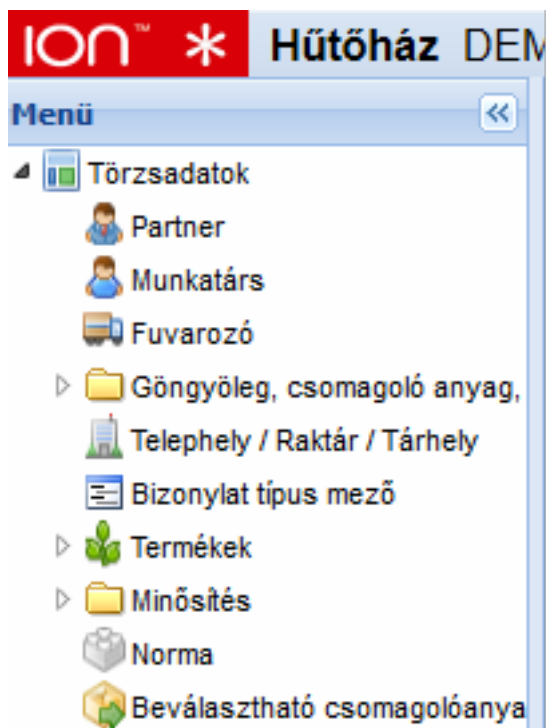 ION™ * Hűtőház DEM
Menü
Törzsadatok
Partner
Munkatárs
Fuvarozó
Göngyöleg, csomagoló anyag,
Telephely / Raktár / Tárhely
Bizonylat típus mező
Termékek
Minősítés
Norma
Beválasztható csomagolóanya